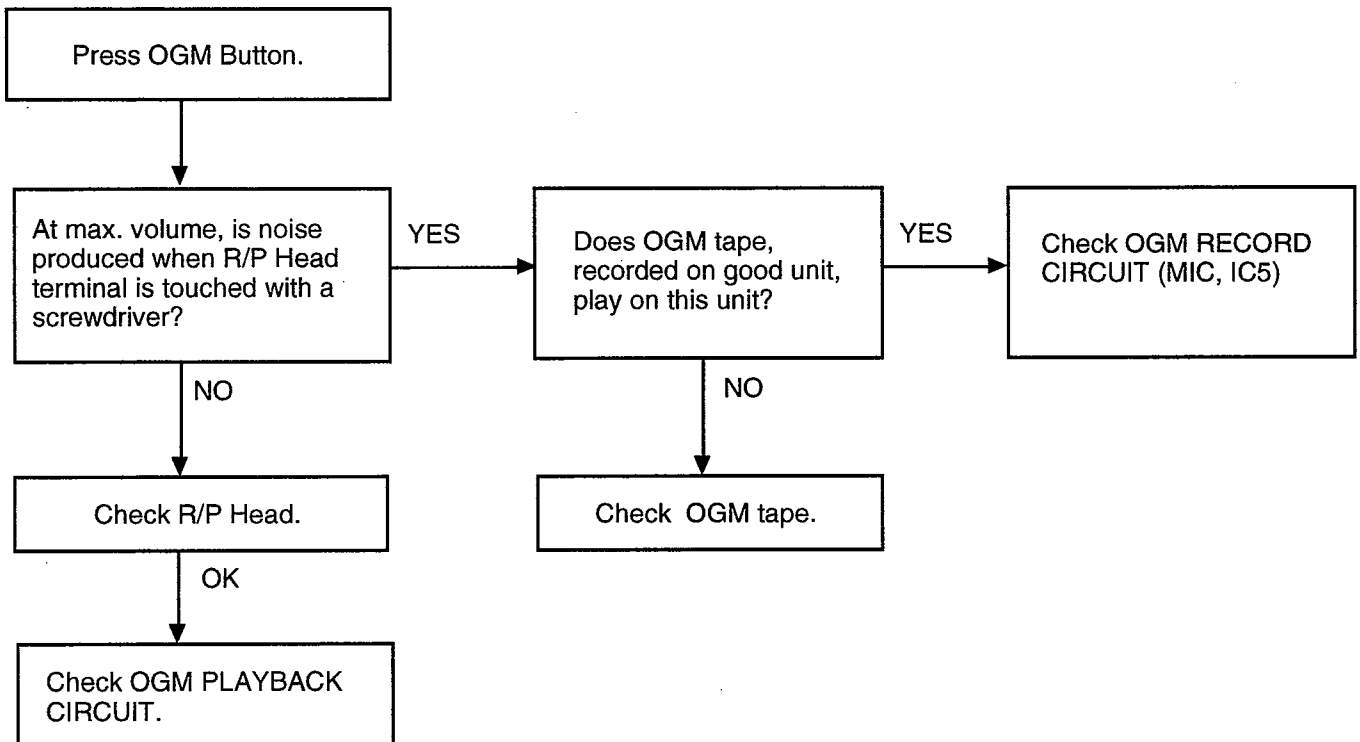 Press OGM Button.
At max. volume, is noise
produced when R/P Head
terminal is touched with a
screwdriver?
YES
Does OGM tape,
recorded on good unit,
play on this unit?
YES
Check OGM RECORD
CIRCUIT (MIC, IC5)
NO
NO
Check R/P Head.
Check OGM tape.
OK
Check OGM PLAYBACK
CIRCUIT.